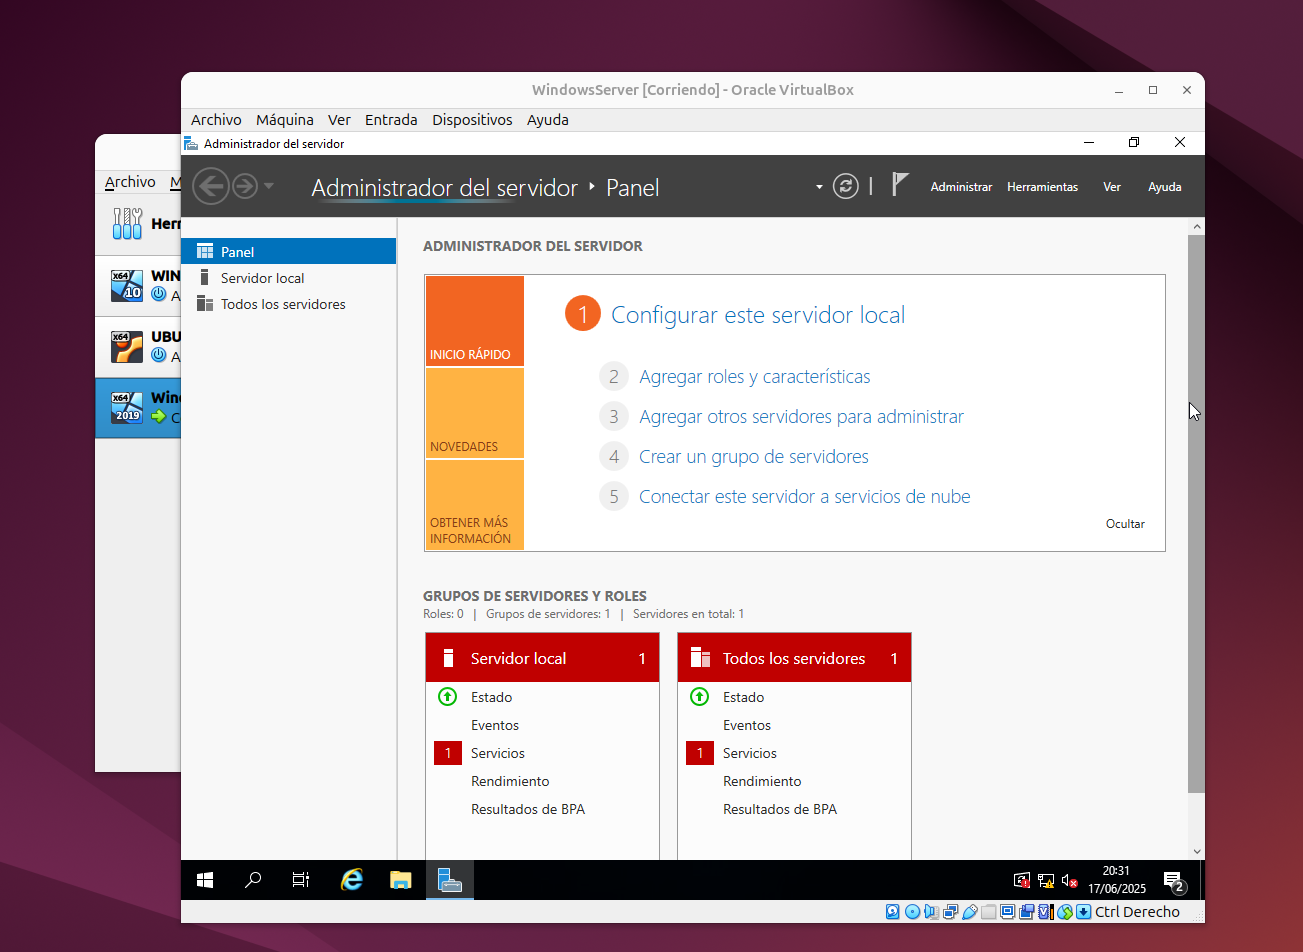 WindowsServer [Corriendo] - Oracle VirtualBox
Archivo Máquina Ver Entrada Dispositivos Ayuda
Administrador del servidor
Archivo M
Administrador del servidor Panel
Administrar Herramientas Ver Ayuda
Herr
Panel
Servidor local
Todos los servidores
x64 10 WIN
A
x64 UBU
A
x64 2019 Wind
C
ADMINISTRADOR DEL SERVIDOR
INICIO RÁPIDO
NOVEDADES
OBTENER MÁS
INFORMACIÓN
1 Configurar este servidor local
2 Agregar roles y características
3 Agregar otros servidores para administrar
4 Crear un grupo de servidores
5 Conectar este servidor a servicios de nube
Ocultar
GRUPOS DE SERVIDORES Y ROLES
Roles: 0 | Grupos de servidores: 1 | Servidores en total: 1
Servidor local 1
Estado
Eventos
1 Servicios
Rendimiento
Resultados de BPA
Todos los servidores 1
Estado
Eventos
1 Servicios
Rendimiento
Resultados de BPA
20:31
17/06/2025
2
Ctrl Derecho